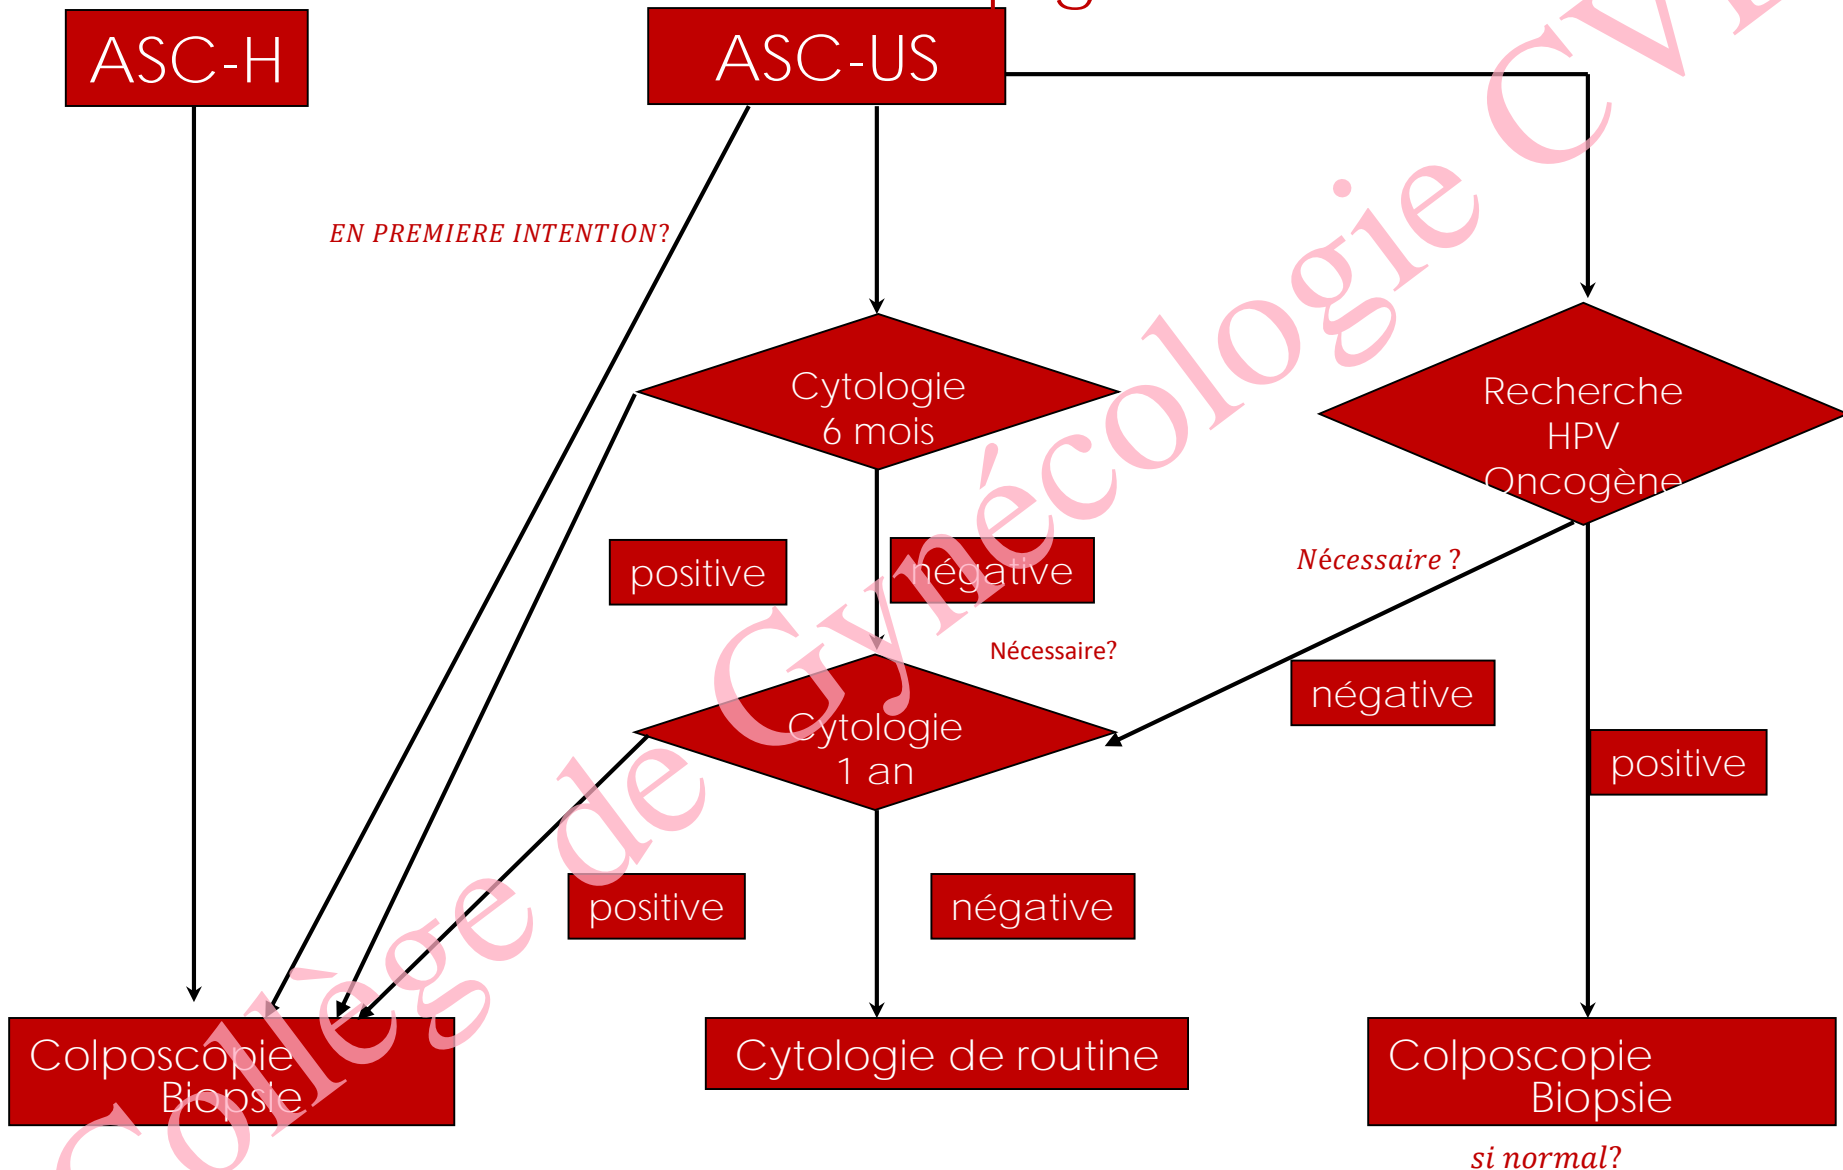 ASC-H
ASC-US
EN PREMIERE INTENTION?
Cytologie
6 mois
Recherche
HPV
Oncogène
positive
négative
Nécessaire ?
Nécessaire?
négative
Cytologie
1 an
positive
positive
négative
Colposcopie
Biopsie
Cytologie de routine
Colposcopie
Biopsie
si normal?
Collège de Gynécologie CV